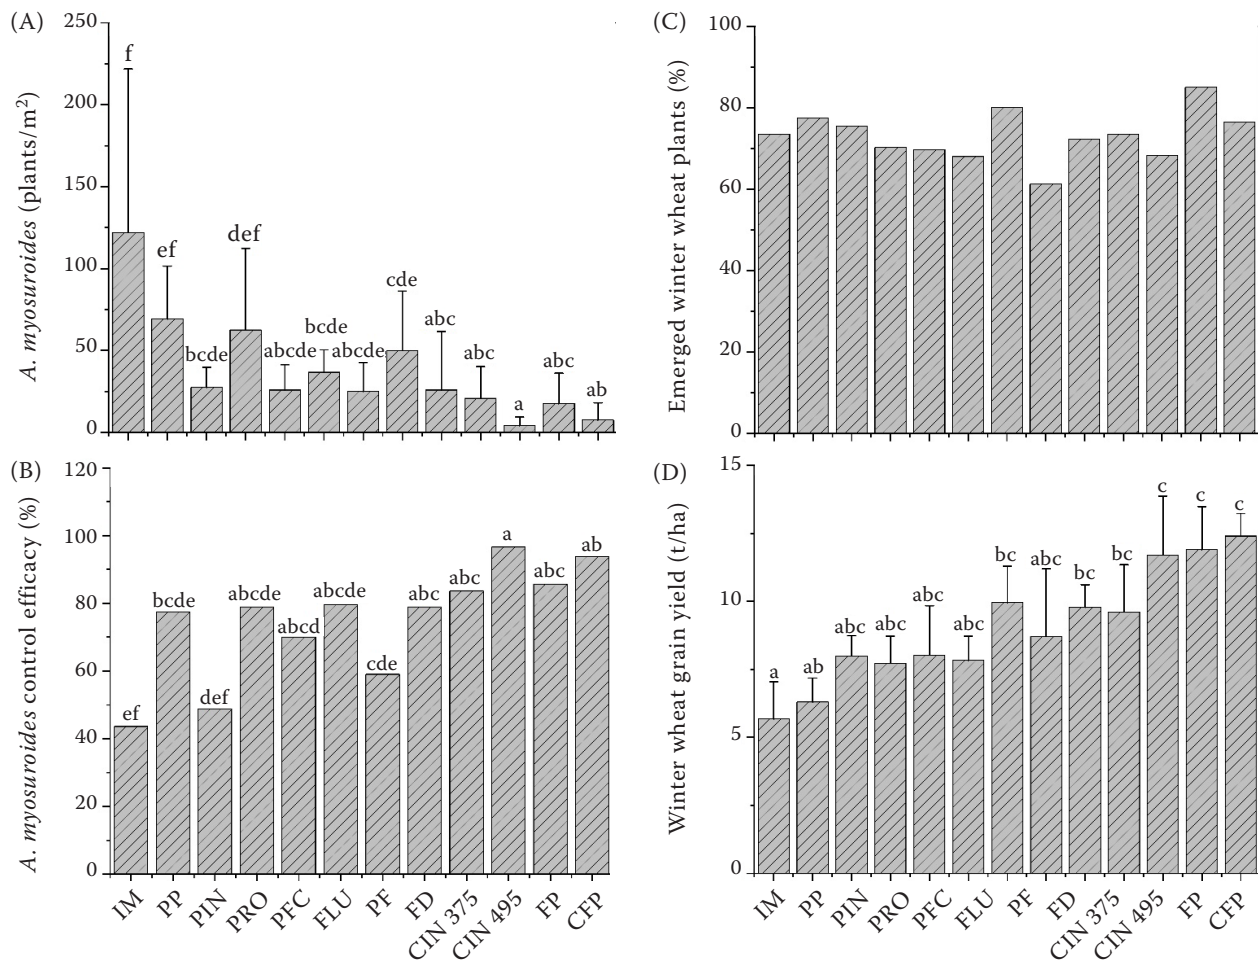 (A)
A. myosuroides (plants/m²)
250
200
150
100
50
0
f
ef
bcde
def
abcde
bcde
abcde
cde
abc
abc
a
abc
ab
(B)
A. myosuroides control efficacy (%)
120
100
80
60
40
20
0
ef
bcde
def
abcde
abcd
abcde
cde
abc
abc
a
abc
ab
IM PP PIN PRO PFC FLU PF FD CIN 375 CIN 495 FP CFP
(C)
Emerged winter wheat plants (%)
100
80
60
40
20
0
(D)
Winter wheat grain yield (t/ha)
15
10
5
0
a
ab
abc
abc
abc
abc
bc
abc
bc
bc
c
c
c
IM PP PIN PRO PFC FLU PF FD CIN 375 CIN 495 FP CFP